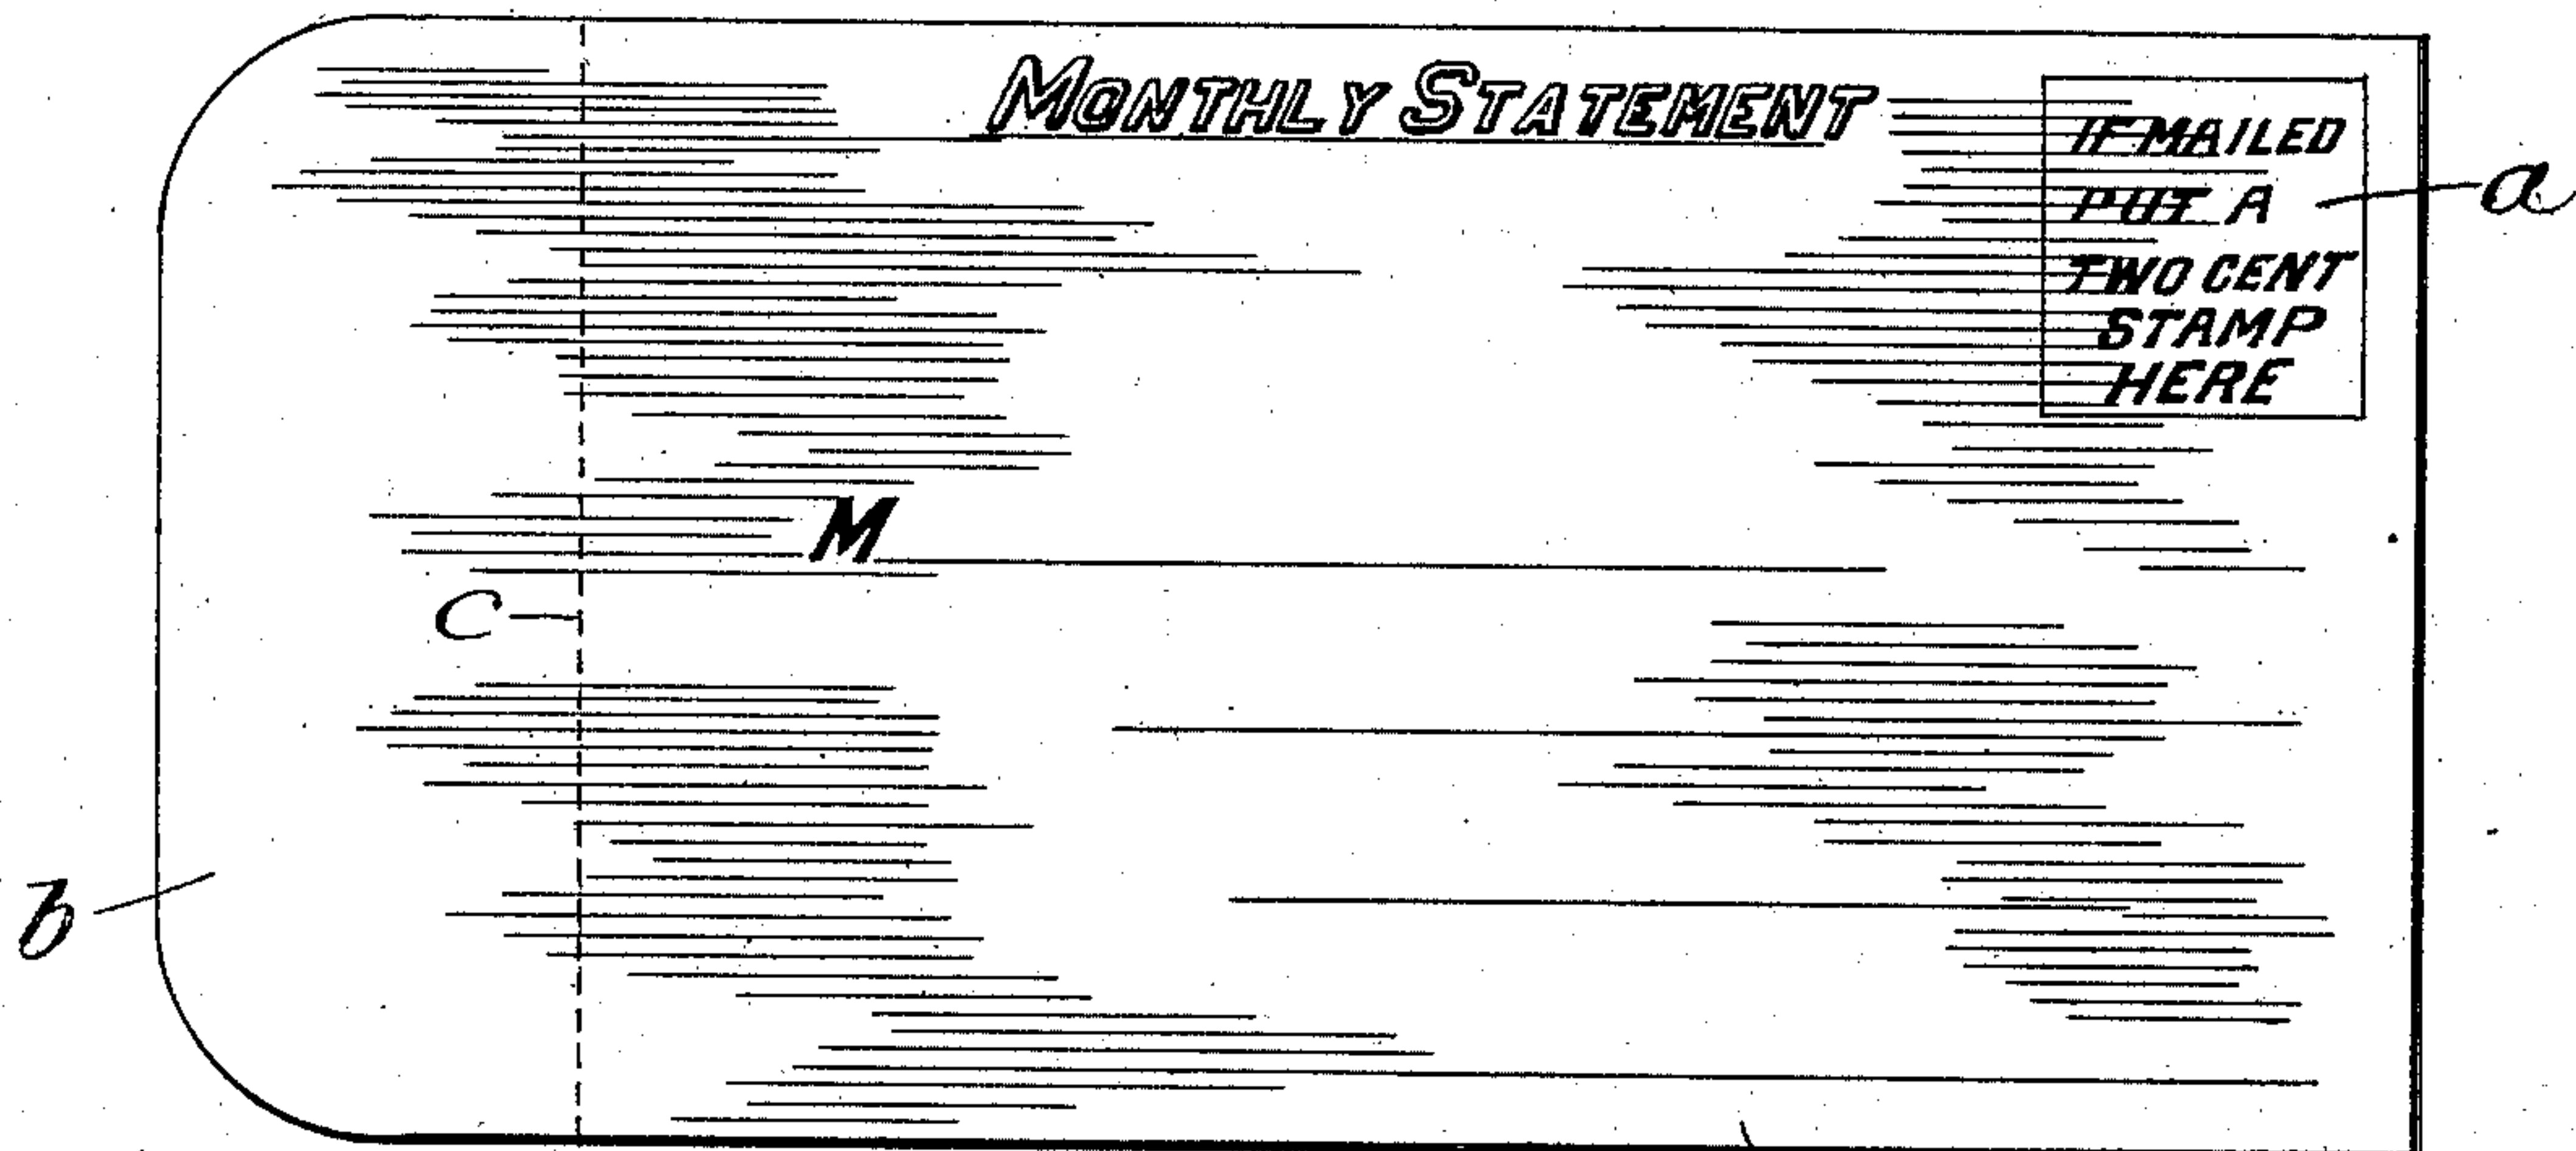 MONTHLY STATEMENT
IF MAILED
PUT A
TWO CENT
STAMP
HERE
a
M
C
b